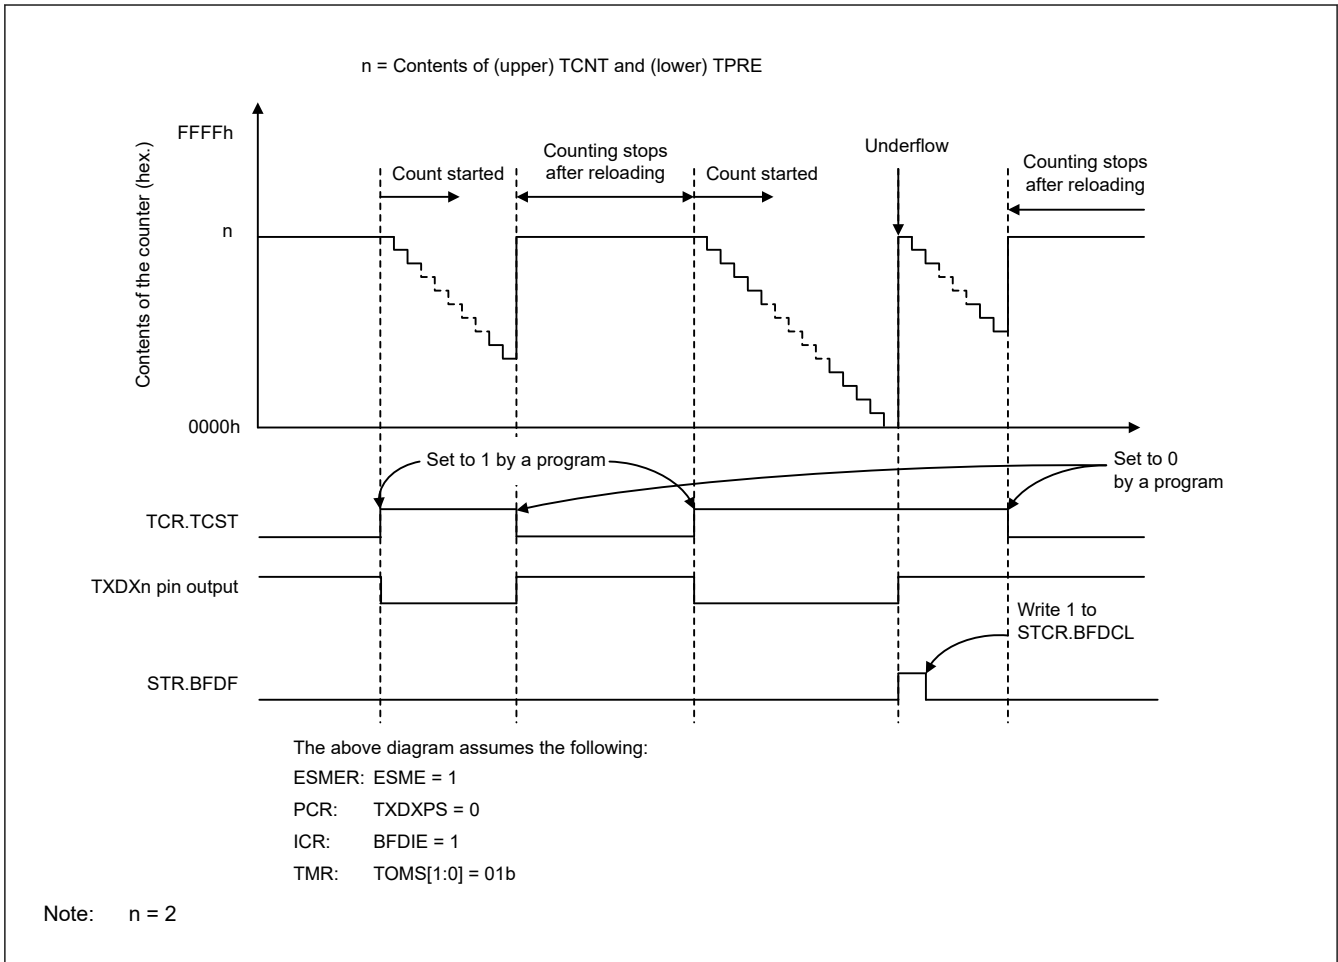 n = Contents of (upper) TCNT and (lower) TPRE
Contents of the counter (hex.)
FFFFh
n
0000h
Count started
Counting stops
after reloading
Count started
Underflow
Counting stops
after reloading
Set to 1 by a program
Set to 0
by a program
TCR.TCST
TXDXn pin output
Write 1 to
STCR.BFDCL
STR.BFDF
The above diagram assumes the following:
ESMER: ESME = 1
PCR: TXDXPS = 0
ICR: BFDIE = 1
TMR: TOMS[1:0] = 01b
Note: n = 2